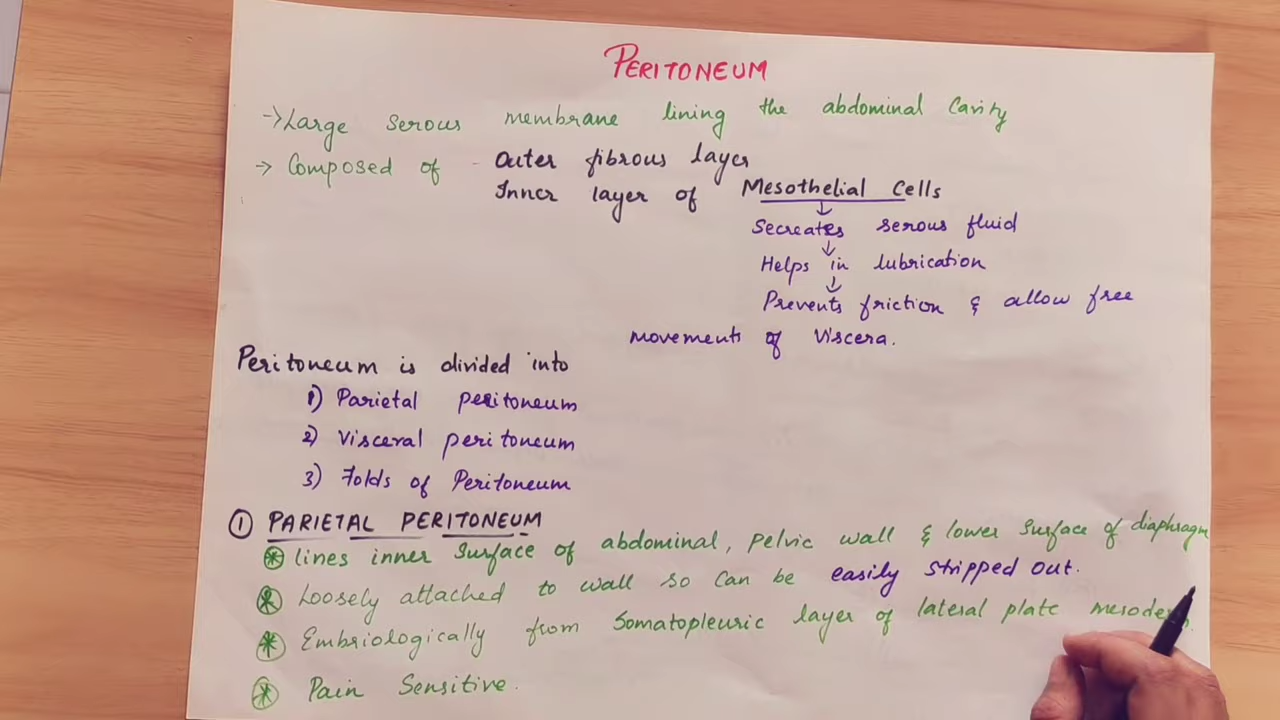 PERITONEUM
→ Large serous membrane lining the abdominal Cavity
→ Composed of - Outer fibrous layer
Inner layer of Mesothelial Cells
↓
Secreates serous fluid
↓
Helps in lubrication
↓
Prevents friction & allow free
movements of Viscera.
Peritoneum is divided into
1) Parietal peritoneum
2) Visceral peritoneum
3) Folds of Peritoneum
① PARIETAL PERITONEUM
⊛ lines inner surface of abdominal, pelvic wall & lower surface of diaphragm
⊛ Loosely attached to wall so can be easily stripped out.
⊛ Embriologically from Somatopleuric layer of lateral plate
⊛ Pain Sensitive.